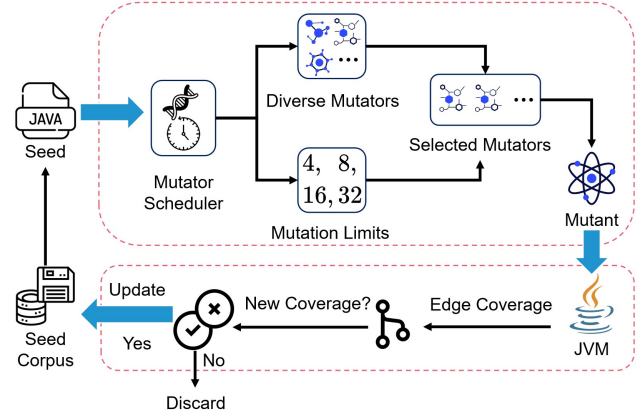 JAVA
Seed
Mutator
Scheduler
Diverse Mutators
4, 8,
16, 32
Mutation Limits
Selected Mutators
Mutant
JVM
Edge Coverage
New Coverage?
No
Discard
Update
Yes
Seed
Corpus